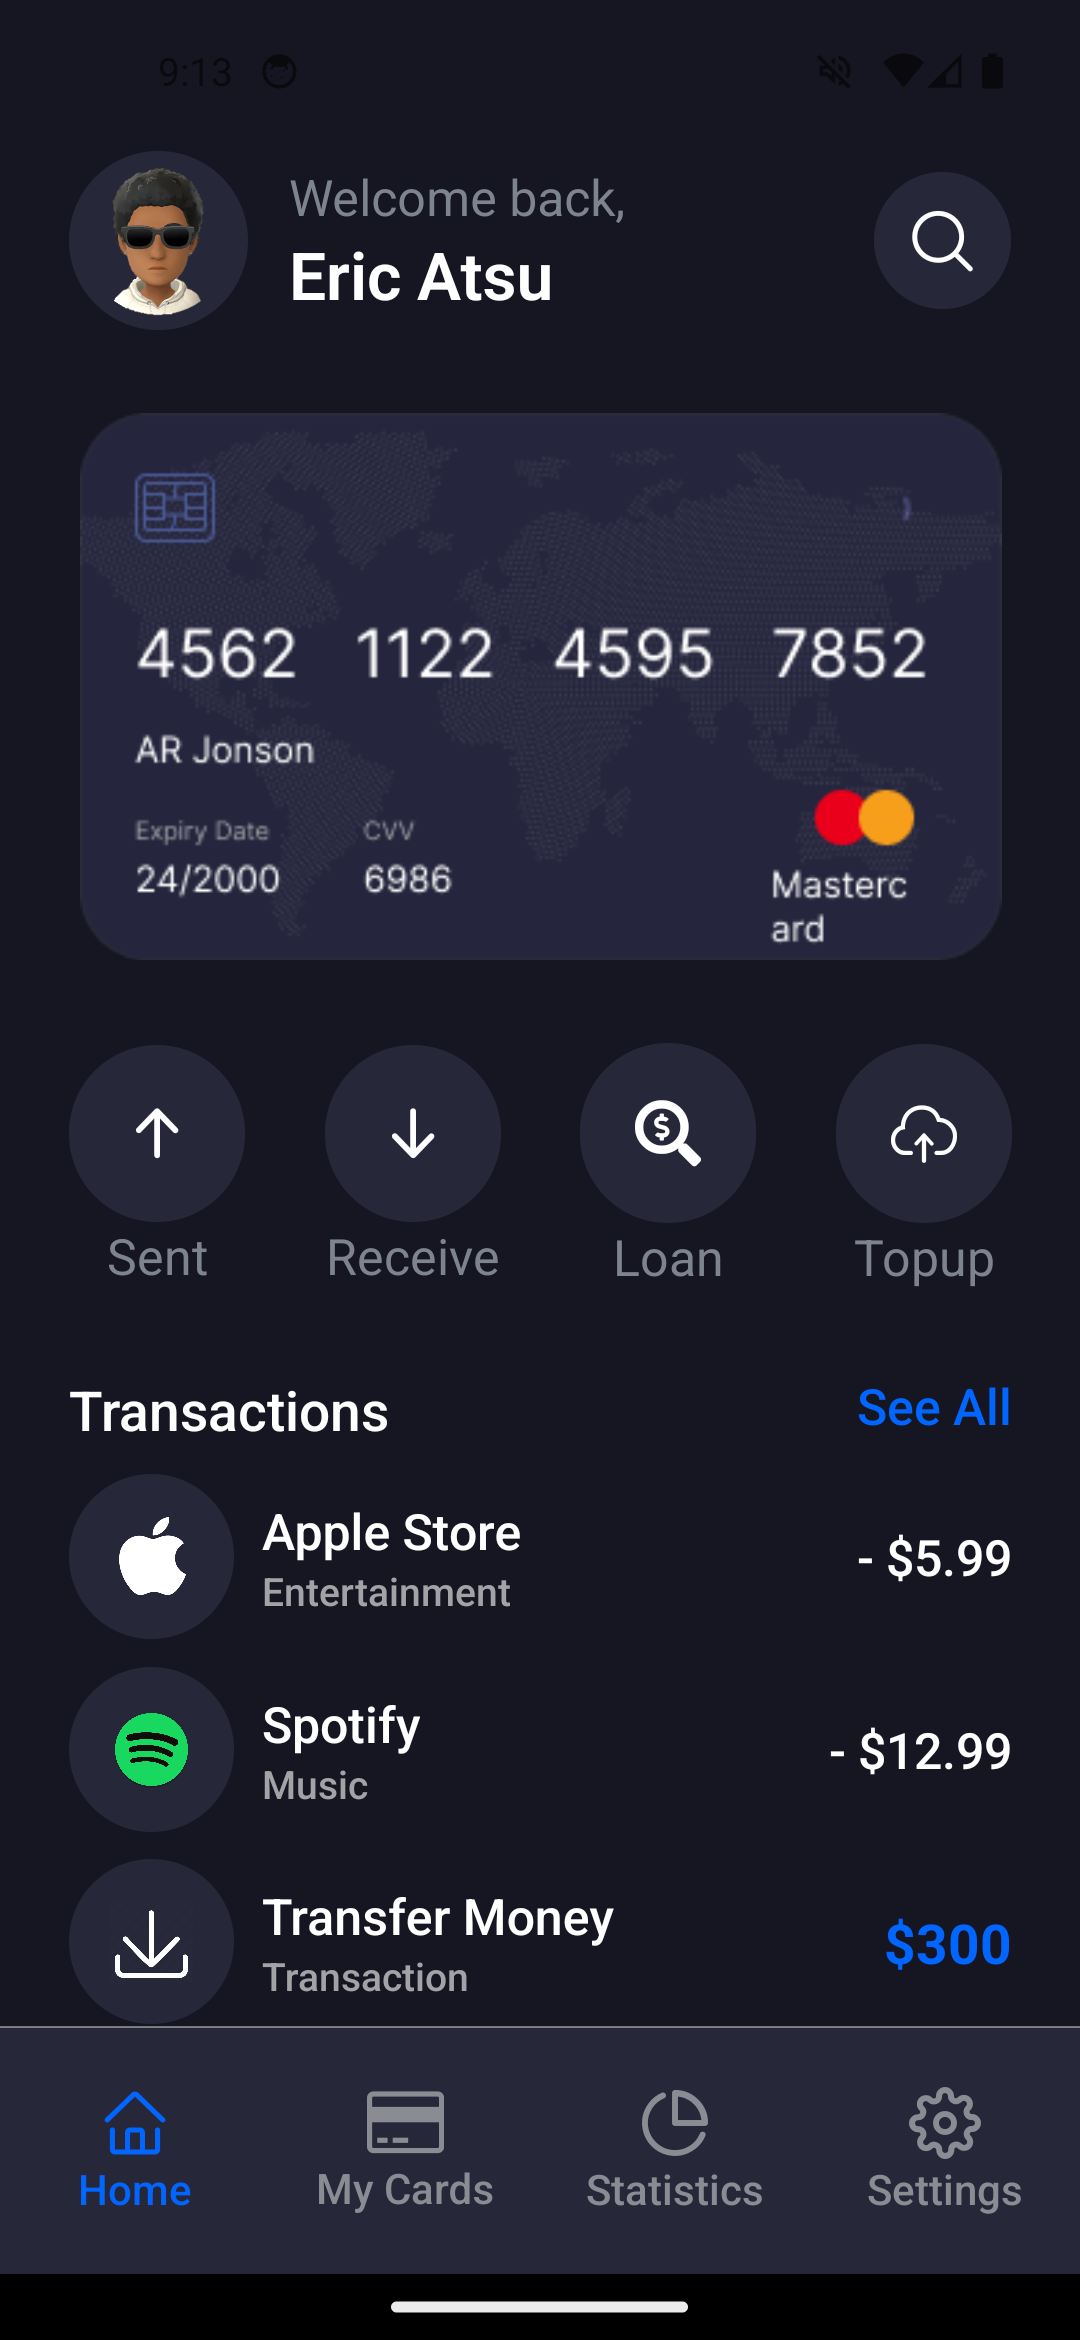 9:13
Welcome back,
Eric Atsu
4562 1122 4595 7852
AR Jonson
Expiry Date CVV
24/2000 6986
Masterc
ard
Sent Receive Loan Topup
Transactions See All
Apple Store
Entertainment
- $5.99
Spotify
Music
- $12.99
Transfer Money
Transaction
$300
Home My Cards Statistics Settings